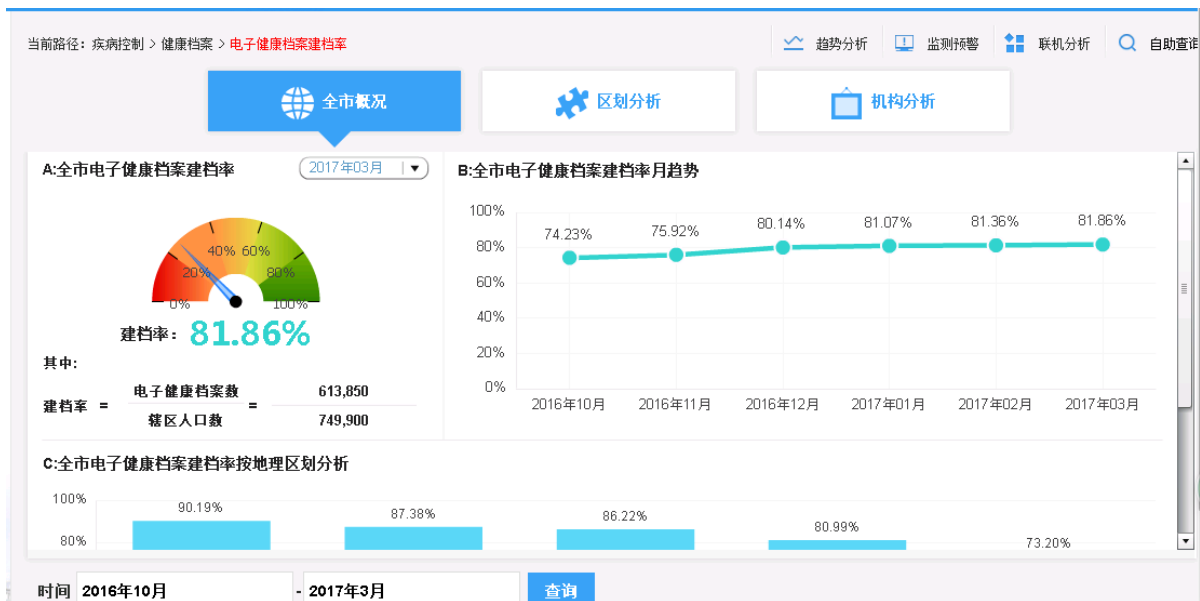 当前路径：疾病控制 > 健康档案 > 电子健康档案建档率
趋势分析 监测预警 联机分析 自助查询
全市概况 区划分析 机构分析
A:全市电子健康档案建档率 2017年03月
0% 20% 40% 60% 80% 100%
建档率：81.86%
其中:
建档率 = 电子健康档案数 = 613,850
辖区人口数 749,900
B:全市电子健康档案建档率月趋势
100%
80%
60%
40%
20%
0%
74.23% 75.92% 80.14% 81.07% 81.36% 81.86%
2016年10月 2016年11月 2016年12月 2017年01月 2017年02月 2017年03月
C:全市电子健康档案建档率按地理区划分析
100%
80%
90.19% 87.38% 86.22% 80.99% 73.20%
时间 2016年10月 - 2017年3月 查询